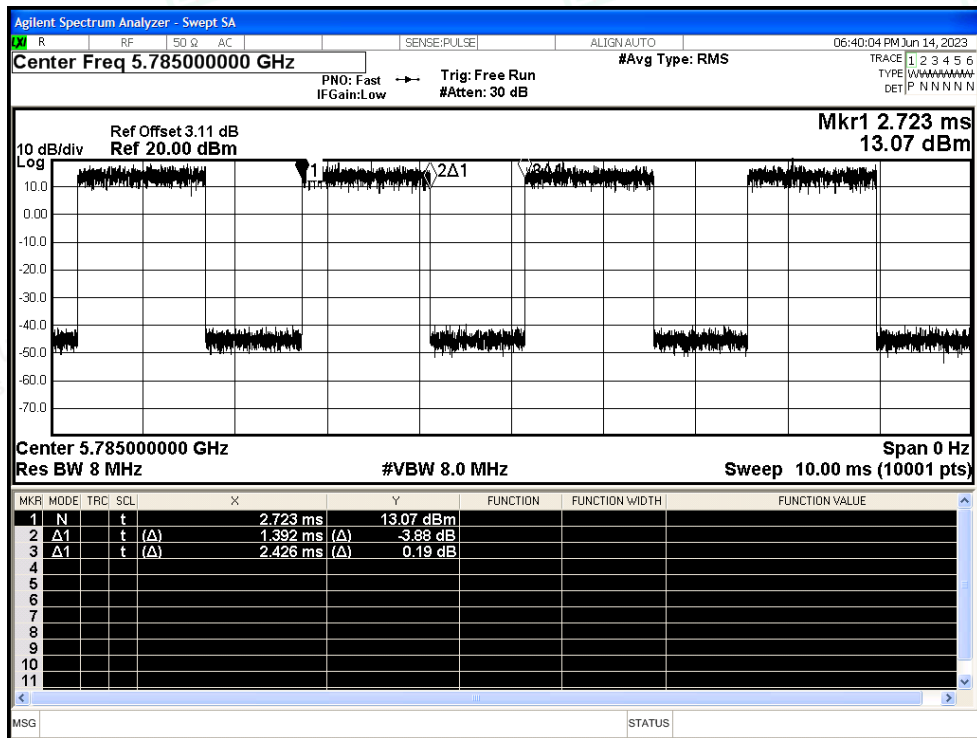 Agilent Spectrum Analyzer - Swept SA
LXI R RF 50 Ω AC SENSE:PULSE ALIGN AUTO 06:40:04 PM Jun 14, 2023
Center Freq 5.785000000 GHz
#Avg Type: RMS
TRACE 1 2 3 4 5 6
PNO: Fast
Trig: Free Run
TYPE WWWWWW
IFGain:Low
#Atten: 30 dB
DET P N N N N N
Mkr1 2.723 ms
Ref Offset 3.11 dB
10 dB/div Ref 20.00 dBm 13.07 dBm
Log
1 2Δ1 3Δ1
10.0
0.00
-10.0
-20.0
-30.0
-40.0
-50.0
-60.0
-70.0
Center 5.785000000 GHz Span 0 Hz
Res BW 8 MHz #VBW 8.0 MHz Sweep 10.00 ms (10001 pts)
MKR MODE TRC SCL X Y FUNCTION FUNCTION WIDTH FUNCTION VALUE
1 N t 2.723 ms 13.07 dBm
2 Δ1 t (Δ) 1.392 ms (Δ) -3.88 dB
3 Δ1 t (Δ) 2.426 ms (Δ) 0.19 dB
4
5
6
7
8
9
10
11
MSG STATUS